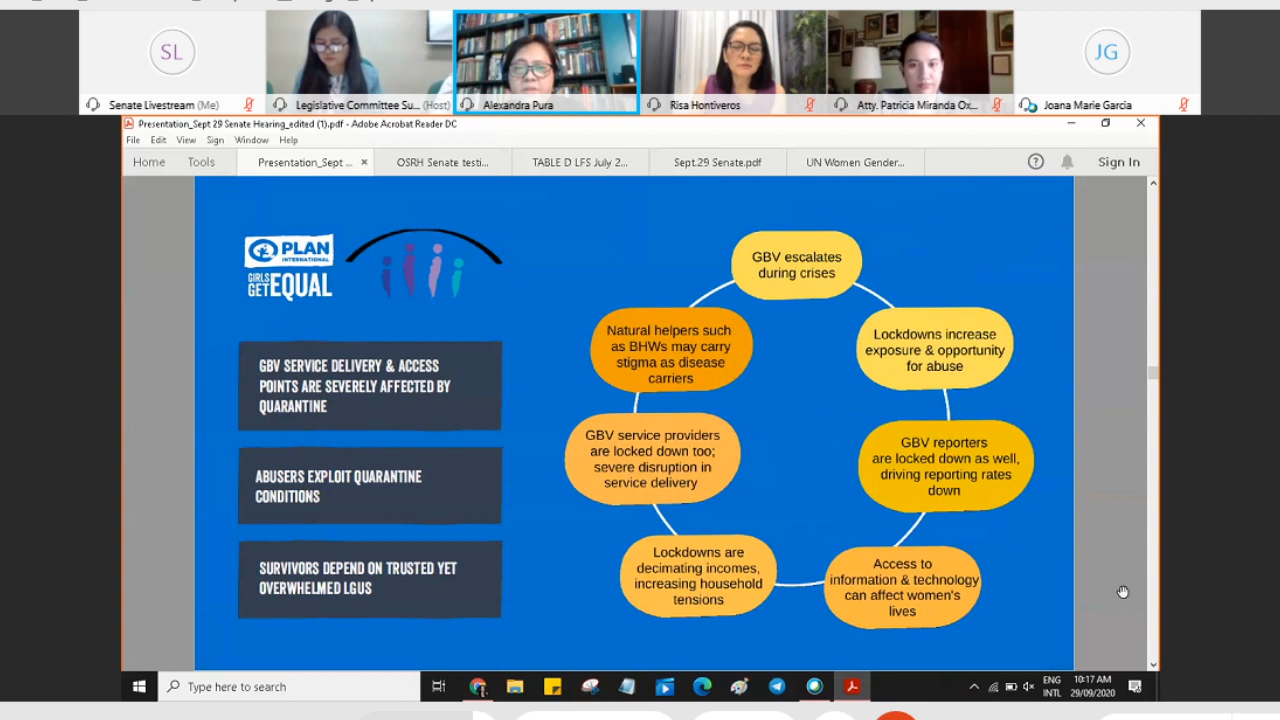 SL
JG
Senate Livestream (Me)
Legislative Committee Su... (Host)
Alexandra Pura
Risa Hontiveros
Atty. Patricia Miranda Ox...
Joana Marie Garcia
Presentation_Sept 29 Senate Hearing_edited (1).pdf - Adobe Acrobat Reader DC
File Edit View Sign Window Help
Home Tools Presentation_Sept ... × OSRH Senate testi... TABLE D LFS July 2... Sept.29 Senate.pdf UN Women Gender... Sign In
PLAN
INTERNATIONAL
GIRLS
GET EQUAL
GBV SERVICE DELIVERY & ACCESS
POINTS ARE SEVERELY AFFECTED BY
QUARANTINE
ABUSERS EXPLOIT QUARANTINE
CONDITIONS
SURVIVORS DEPEND ON TRUSTED YET
OVERWHELMED LGUS
GBV escalates
during crises
Lockdowns increase
exposure & opportunity
for abuse
GBV reporters
are locked down as well,
driving reporting rates
down
Access to
information & technology
can affect women's
lives
Lockdowns are
decimating incomes,
increasing household
tensions
GBV service providers
are locked down too;
severe disruption in
service delivery
Natural helpers such
as BHWs may carry
stigma as disease
carriers
Type here to search
ENG
INTL
10:17 AM
29/09/2020